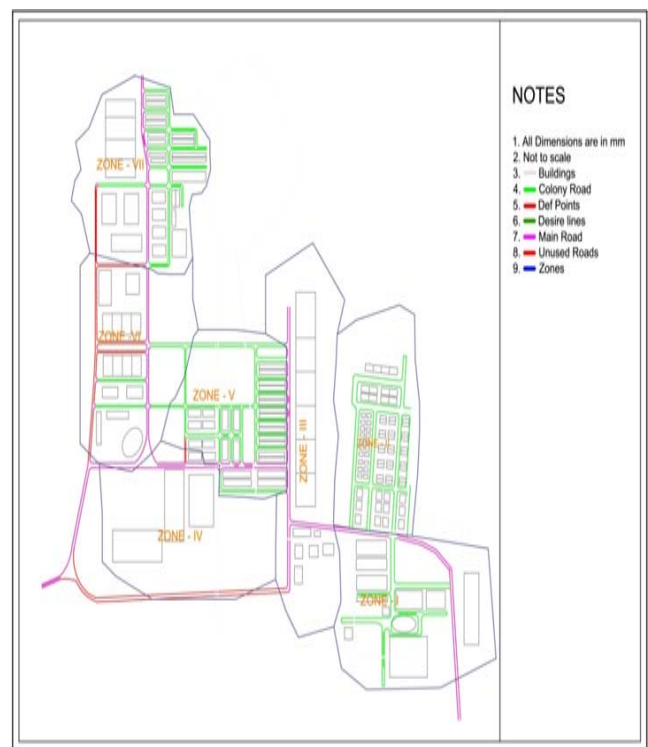 NOTES
1. All Dimensions are in mm
2. Not to scale
3. Buildings
4. Colony Road
5. Def Points
6. Desire lines
7. Main Road
8. Unused Roads
9. Zones
ZONE - VII
ZONE -VI
ZONE - V
ZONE - III
ZONE - IV
ZONE - I